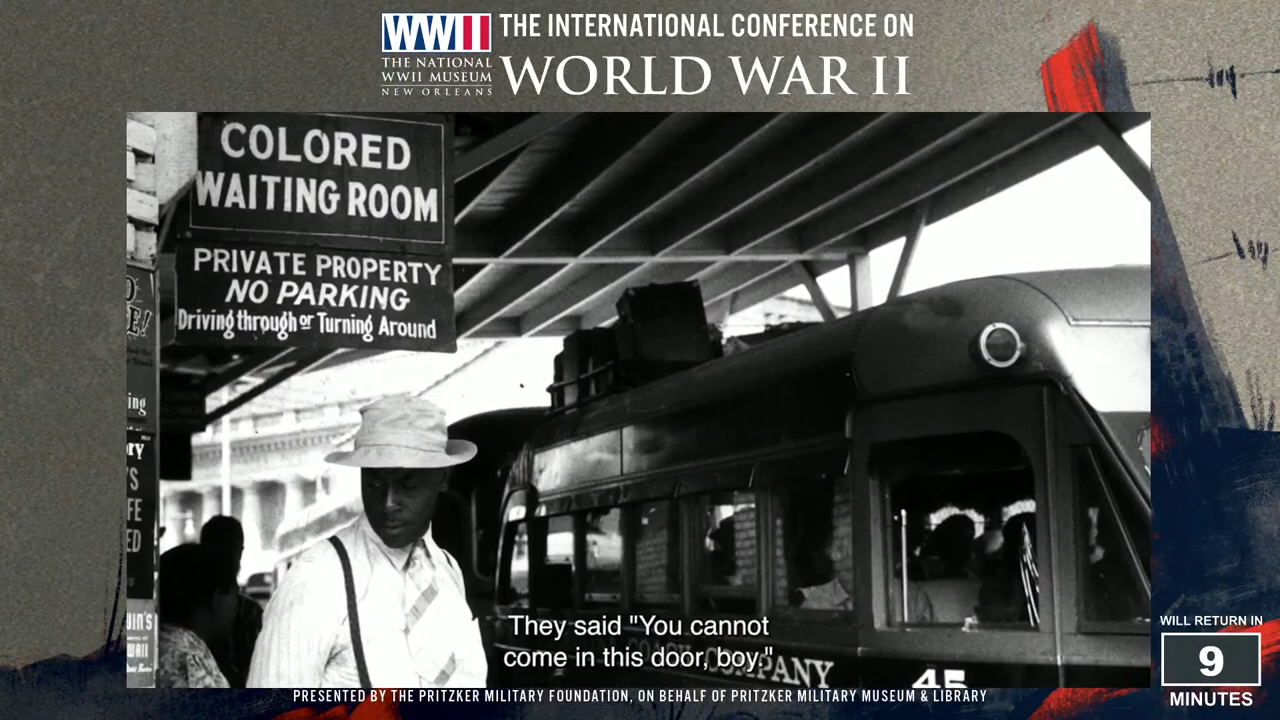 WWII
THE NATIONAL
WWII MUSEUM
NEW ORLEANS
THE INTERNATIONAL CONFERENCE ON
WORLD WAR II
COLORED
WAITING ROOM
PRIVATE PROPERTY
NO PARKING
Driving through or Turning Around
They said "You cannot
come in this door, boy."
COMPANY
45
WILL RETURN IN
9
MINUTES
PRESENTED BY THE PRITZKER MILITARY FOUNDATION, ON BEHALF OF PRITZKER MILITARY MUSEUM & LIBRARY